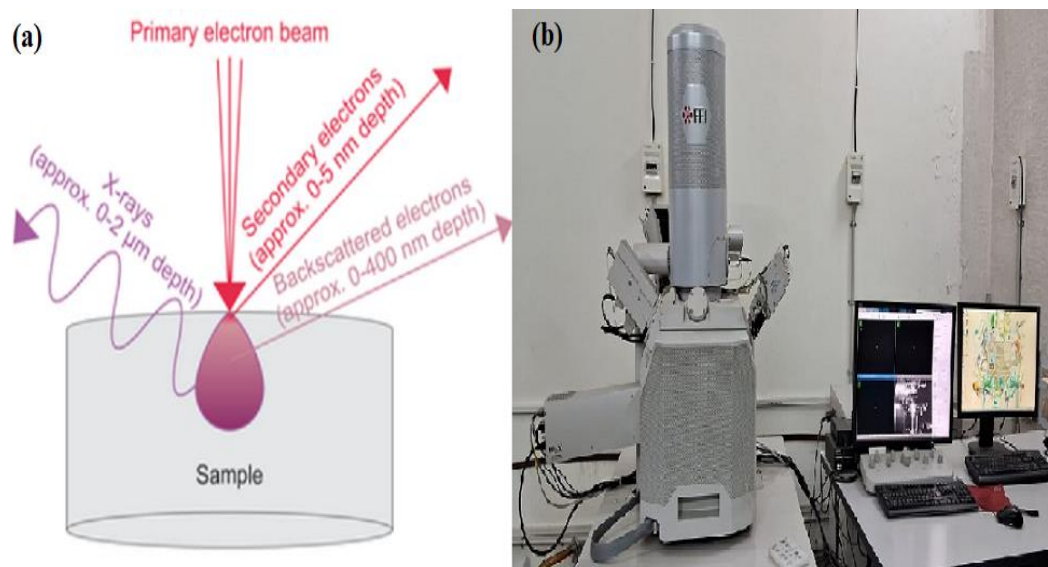 (a)
Primary electron beam
Secondary electrons
(approx. 0-5 nm depth)
Backscattered electrons
(approx. 0-400 nm depth)
X-rays
(approx. 0-2 μm depth)
Sample
(b)
FEI